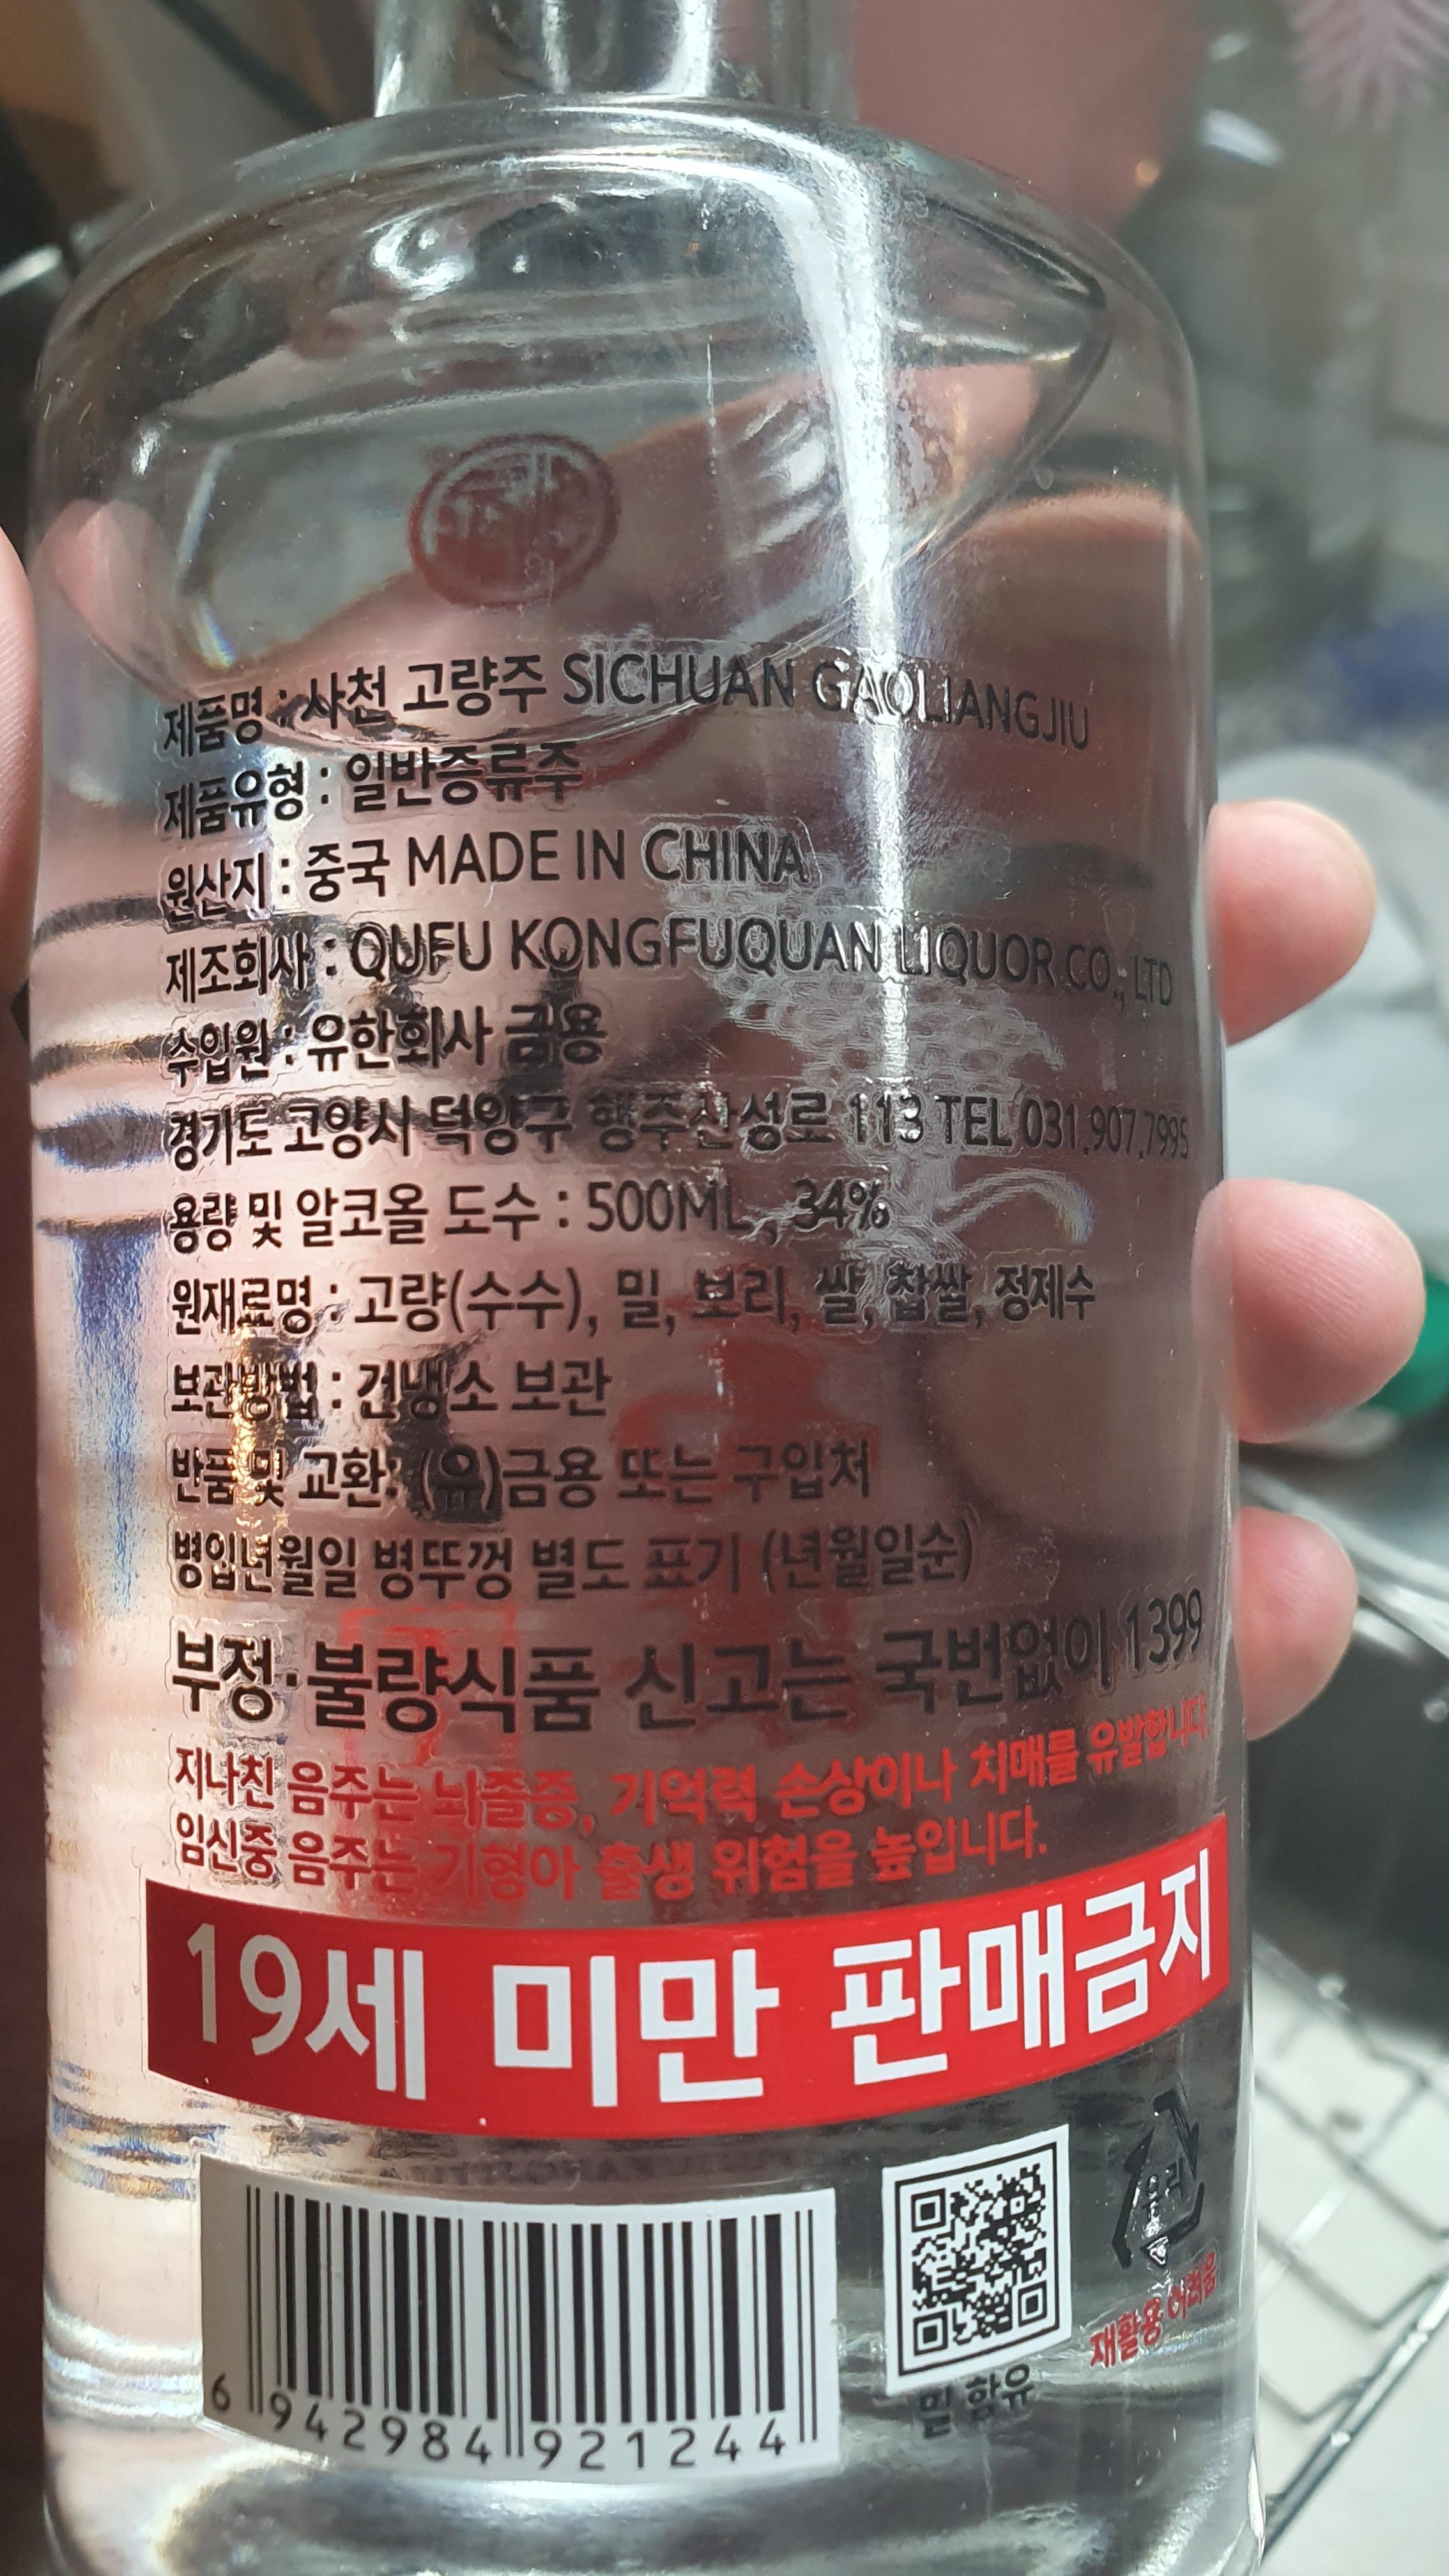 제품명 : 사천 고량주 SICHUAN GAOLIANGJIU
제품유형 : 일반증류주
원산지 : 중국 MADE IN CHINA
제조회사 : QUFU KONGFUQUAN LIQUOR.CO., LTD
수입원 : 유한회사 금용
경기도 고양시 덕양구 행주산성로 113 TEL 031.907.7995
용량 및 알코올 도수 : 500ML , 34%
원재료명 : 고량(수수), 밀, 보리, 쌀, 찹쌀, 정제수
보관방법 : 건냉소 보관
반품 및 교환: (유)금용 또는 구입처
병입년월일 병뚜껑 별도 표기 (년월일순)
부정·불량식품 신고는 국번없이 1399
지나친 음주는 뇌졸중, 기억력 손상이나 치매를 유발합니다.
임신중 음주는 기형아 출생 위험을 높입니다.
19세 미만 판매금지
유리
재활용 어려움
밀 함유
6 942984 921244